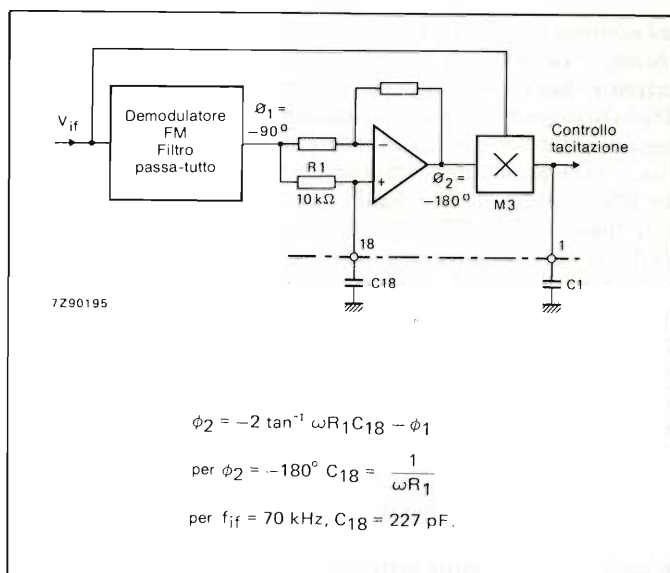 V_if
Demodulatore
FM
Filtro
passa-tutto
Ø1 =
−90°
R1
10 kΩ
−
+
Ø2 =
−180°
M3
Controllo
tacitazione
18
1
C18
C1
7Z90195
ϕ2 = −2 tan⁻¹ ωR1C18 − ϕ1
per ϕ2 = −180° C18 = 1/ωR1
per fif = 70 kHz, C18 = 227 pF.